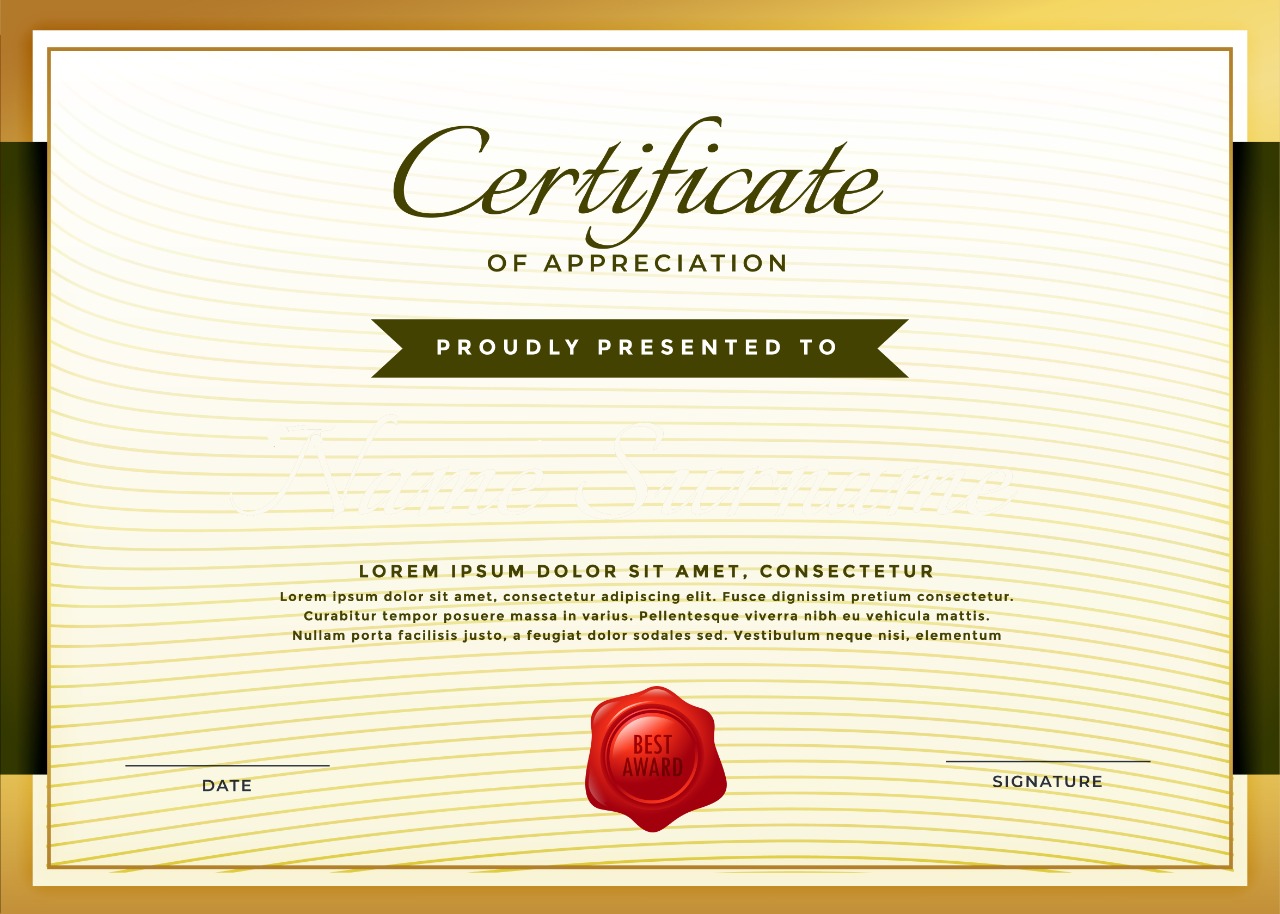 Certificate
OF APPRECIATION
PROUDLY PRESENTED TO
Name Surname
LOREM IPSUM DOLOR SIT AMET, CONSECTETUR
Lorem ipsum dolor sit amet, consectetur adipiscing elit. Fusce dignissim pretium consectetur.
Curabitur tempor posuere massa in varius. Pellentesque viverra nibh eu vehicula mattis.
Nullam porta facilisis justo, a feugiat dolor sodales sed. Vestibulum neque nisi, elementum
BEST
AWARD
DATE
SIGNATURE